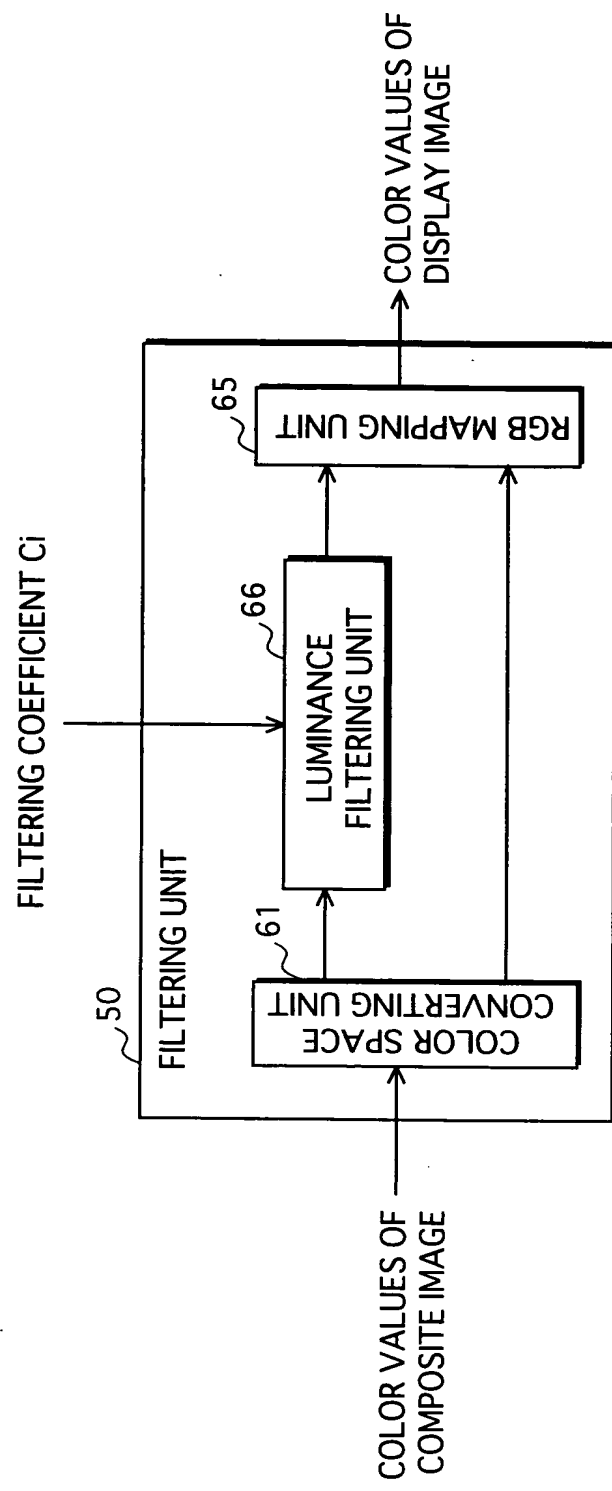 FILTERING COEFFICIENT Ci
50
FILTERING UNIT
COLOR VALUES OF
COMPOSITE IMAGE
61
COLOR SPACE
CONVERTING UNIT
66
LUMINANCE
FILTERING UNIT
65
RGB MAPPING UNIT
COLOR VALUES OF
DISPLAY IMAGE